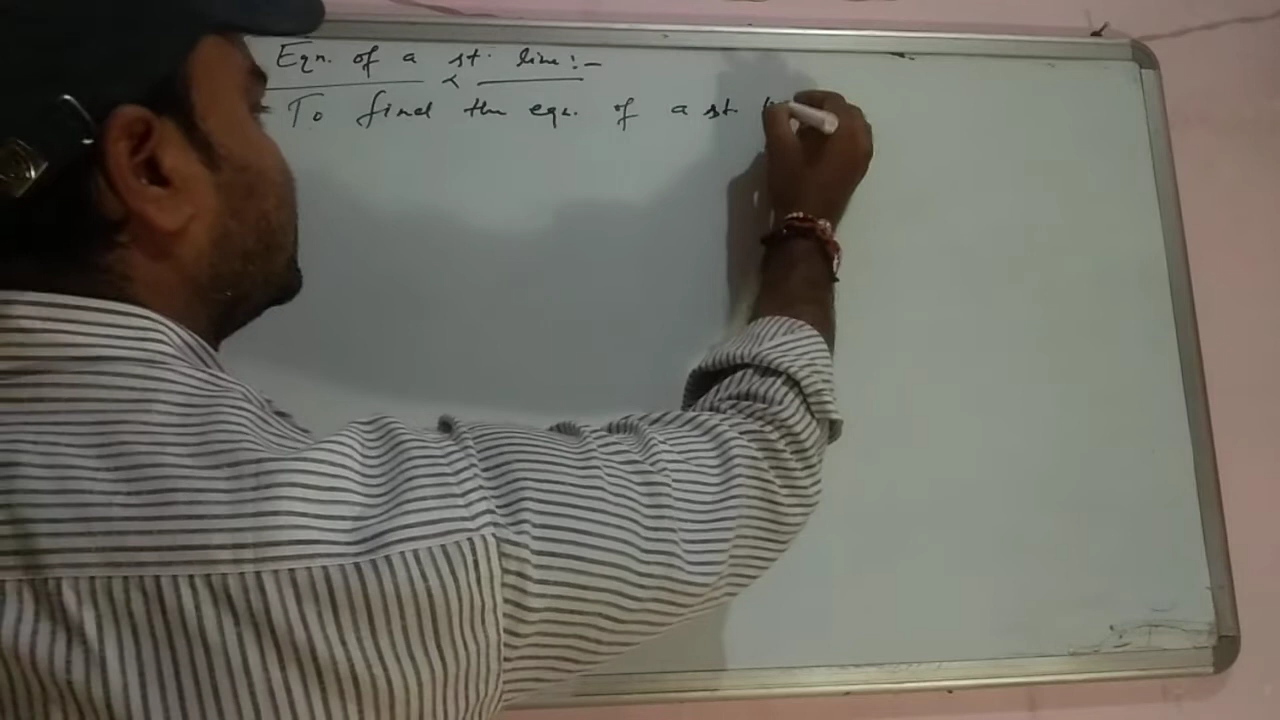 Eqn. of a st. line:-
To find the eqn. of a st.